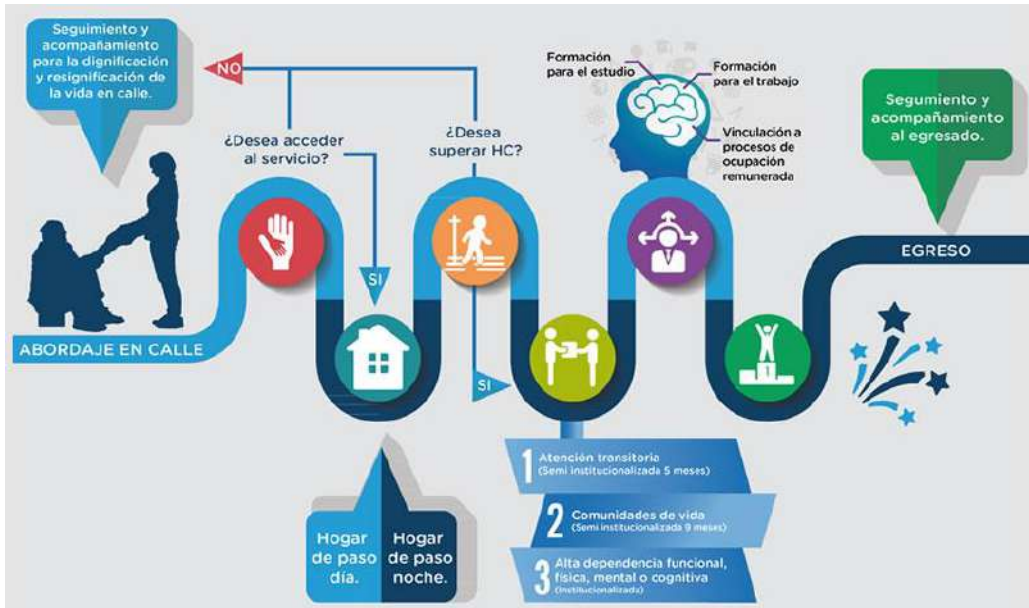 Seguimiento y
acompañamiento
para la dignificación
y resignificación de
la vida en calle.
NO
¿Desea acceder
al servicio?
SI
¿Desea
superar HC?
SI
ABORDAJE EN CALLE
Hogar
de paso
día.
Hogar
de paso
noche.
1
Atención transitoria
(Semi institucionalizada 5 meses)
2
Comunidades de vida
(Semi institucionalizada 9 meses)
3
Alta dependencia funcional,
física, mental o cognitiva
(Institucionalizada)
Formación
para el estudio
Formación
para el trabajo
Vinculación a
procesos de
ocupación
remunerada
1
Segumiento y
acompañamiento
al egresado.
EGRESO